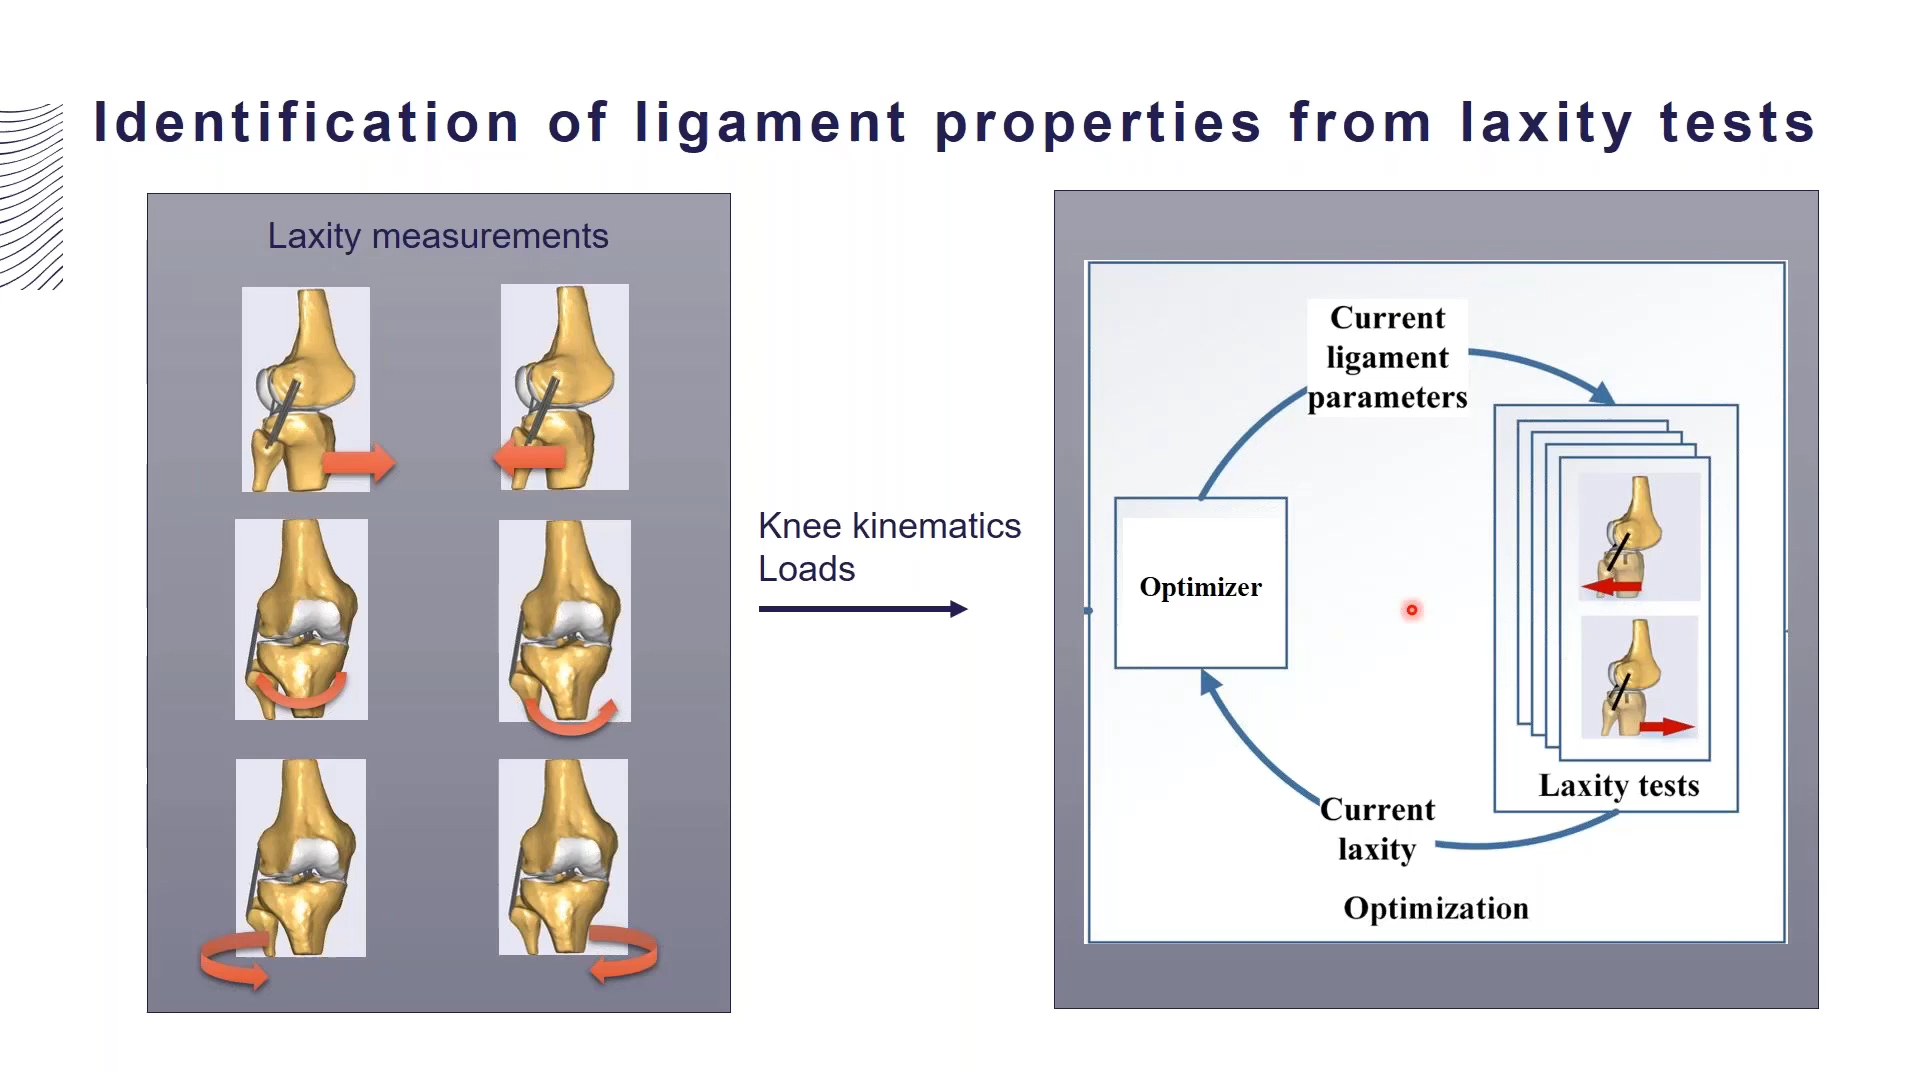 Identification of ligament properties from laxity tests
Laxity measurements
Knee kinematics
Loads
Current
ligament
parameters
Optimizer
Laxity tests
Current
laxity
Optimization